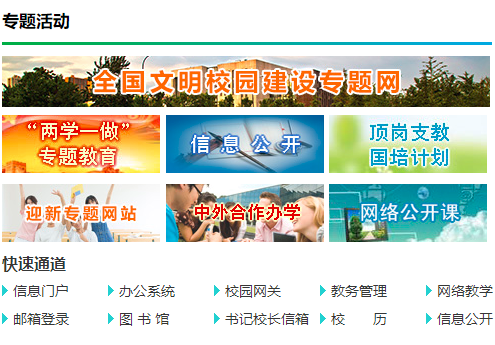 专题活动
全国文明校园建设专题网
“两学一做”
专题教育
信息公开
顶岗支教
国培计划
迎新专题网站
中外合作办学
网络公开课
快速通道
信息门户 办公系统 校园网关 教务管理 网络教学
邮箱登录 图 书 馆 书记校长信箱 校 历 信息公开